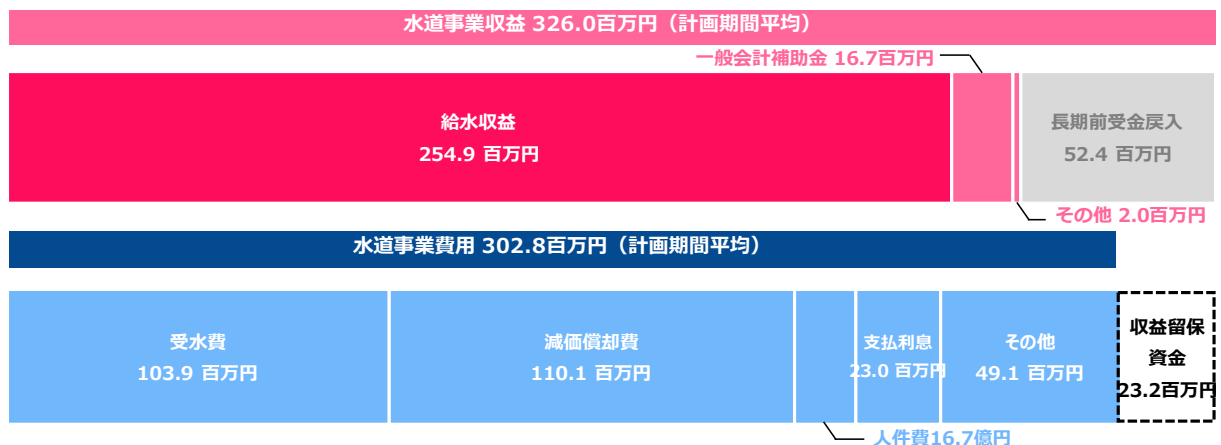 水道事業収益 326.0百万円（計画期間平均）
一般会計補助金 16.7百万円
給水収益
254.9 百万円
長期前受金戻入
52.4 百万円
その他 2.0百万円
水道事業費用 302.8百万円（計画期間平均）
受水費
103.9 百万円
減価償却費
110.1 百万円
支払利息
23.0 百万円
その他
49.1 百万円
収益留保
資金
23.2百万円
人件費16.7億円